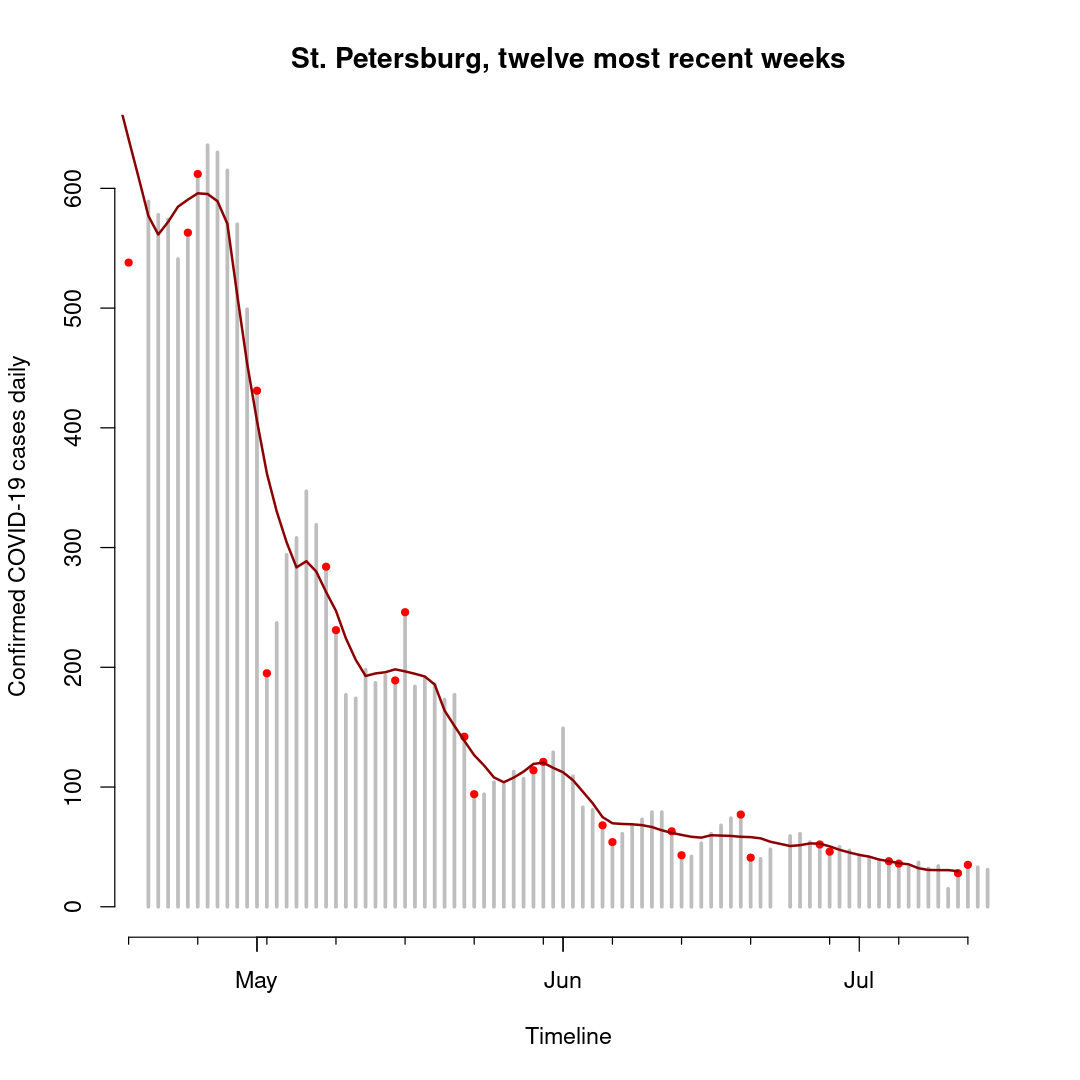 St. Petersburg, twelve most recent weeks
Confirmed COVID-19 cases daily
600
500
400
300
200
100
0
May Jun Jul
Timeline